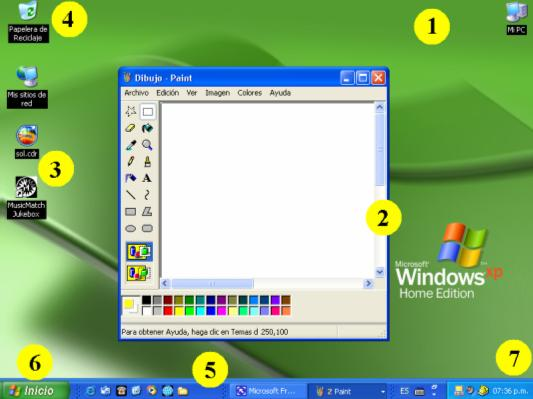 4
Papelera de
Reciclaje
1
Mi PC
Mis sitios de
red
sol.cdr
3
MusicMatch
Jukebox
Dibujo - Paint
Archivo Edición Ver Imagen Colores Ayuda
A
2
Para obtener Ayuda, haga clic en Temas d 250,100
Microsoft
Windows xp
Home Edition
6
5
7
Inicio
Microsoft Fr...
2 Paint
ES
07:36 p.m.